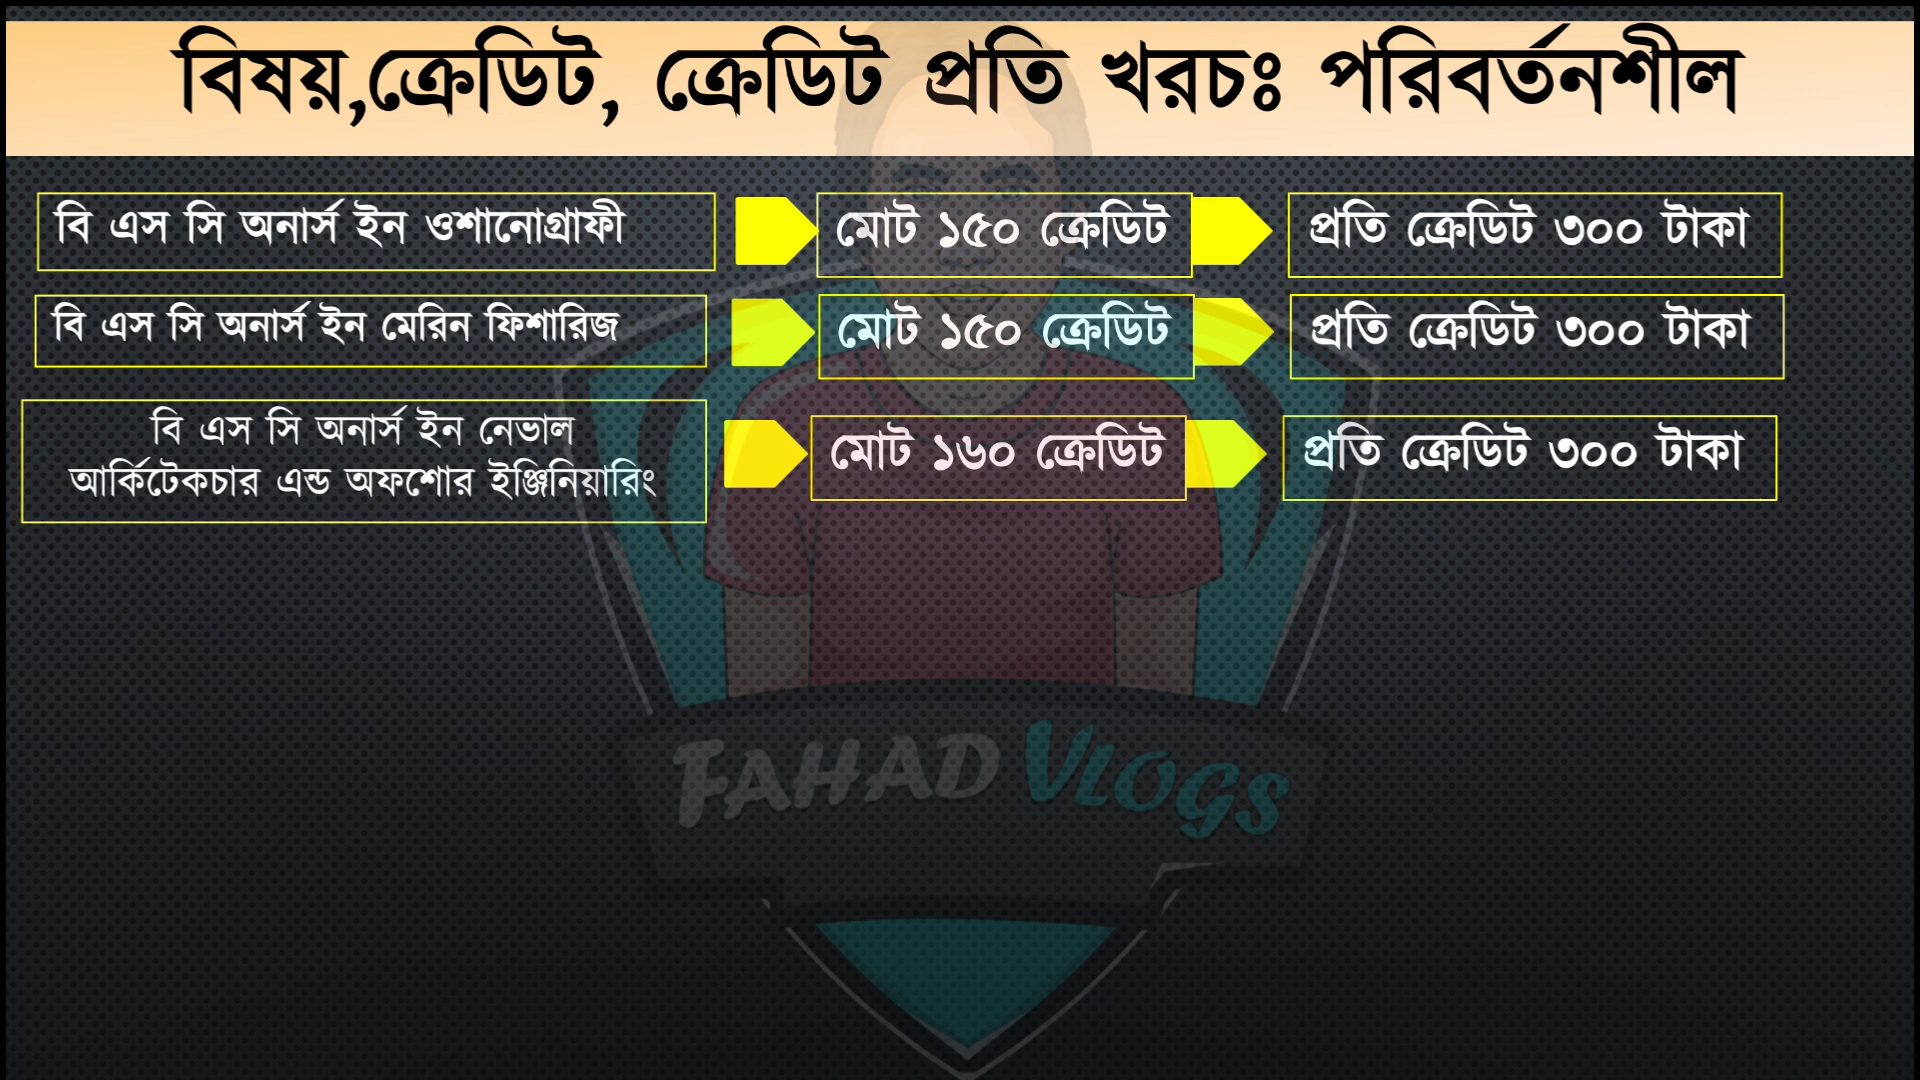 বিষয়,ক্রেডিট, ক্রেডিট প্রতি খরচঃ পরিবর্তনশীল
বি এস সি অনার্স ইন ওশানোগ্রাফী
মোট ১৫০ ক্রেডিট
প্রতি ক্রেডিট ৩০০ টাকা
বি এস সি অনার্স ইন মেরিন ফিশারিজ
মোট ১৫০ ক্রেডিট
প্রতি ক্রেডিট ৩০০ টাকা
বি এস সি অনার্স ইন নেভাল
আর্কিটেকচার এন্ড অফশোর ইঞ্জিনিয়ারিং
মোট ১৬০ ক্রেডিট
প্রতি ক্রেডিট ৩০০ টাকা
FAHAD VLOGS